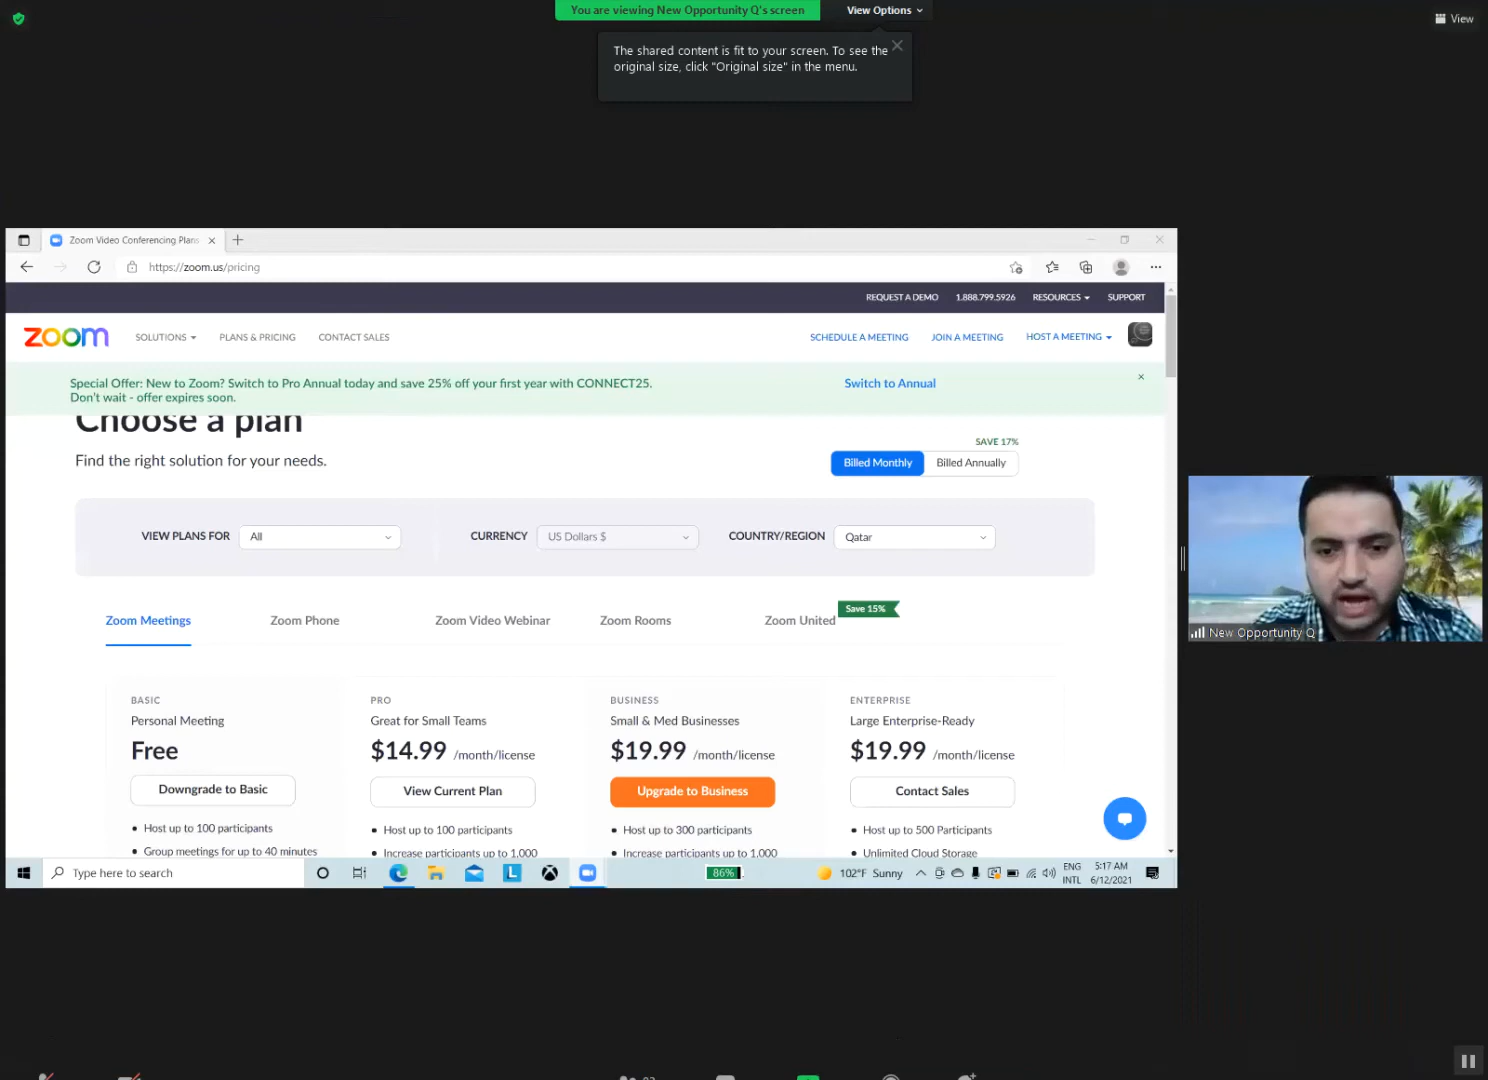 You are viewing New Opportunity Q's screen
View Options
View
The shared content is fit to your screen. To see the
original size, click "Original size" in the menu.
Zoom Video Conferencing Plans
https://zoom.us/pricing
REQUEST A DEMO
1.888.799.5926
RESOURCES
SUPPORT
zoom
SOLUTIONS
PLANS & PRICING
CONTACT SALES
SCHEDULE A MEETING
JOIN A MEETING
HOST A MEETING
Special Offer: New to Zoom? Switch to Pro Annual today and save 25% off your first year with CONNECT25.
Don't wait - offer expires soon.
Switch to Annual
Choose a plan
Find the right solution for your needs.
SAVE 17%
Billed Monthly
Billed Annually
VIEW PLANS FOR
All
CURRENCY
US Dollars $
COUNTRY/REGION
Qatar
Zoom Meetings
Zoom Phone
Zoom Video Webinar
Zoom Rooms
Zoom United
Save 15%
BASIC
Personal Meeting
Free
Downgrade to Basic
Host up to 100 participants
Group meetings for up to 40 minutes
PRO
Great for Small Teams
$14.99 /month/license
View Current Plan
Host up to 100 participants
Increase participants up to 1,000
BUSINESS
Small & Med Businesses
$19.99 /month/license
Upgrade to Business
Host up to 300 participants
Increase participants up to 1,000
ENTERPRISE
Large Enterprise-Ready
$19.99 /month/license
Contact Sales
Host up to 500 Participants
Unlimited Cloud Storage
New Opportunity Q
Type here to search
L
86%
102°F Sunny
ENG
INTL
5:17 AM
6/12/2021